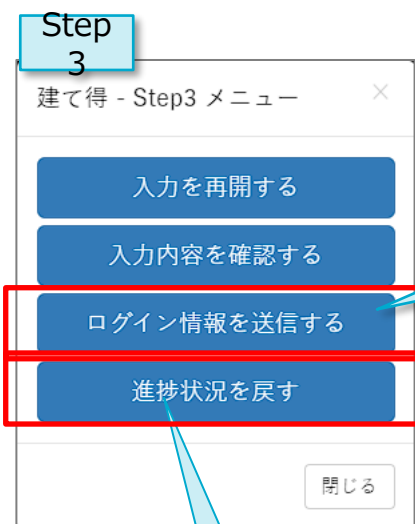 Step
3
建て得 - Step3 メニュー ×
入力を再開する
入力内容を確認する
ログイン情報を送信する
進捗状況を戻す
閉じる